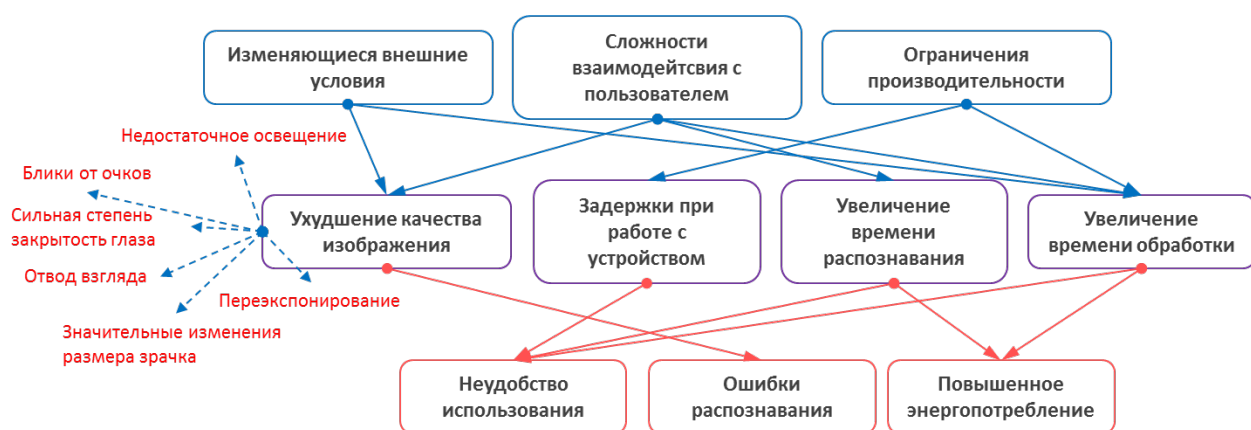 Изменяющиеся внешние
условия
Сложности
взаимодейтсвия с
пользователем
Ограничения
производительности
Недостаточное освещение
Блики от очков
Сильная степень
закрытость глаза
Отвод взгляда
Значительные изменения
размера зрачка
Переэкспонирование
Ухудшение качества
изображения
Задержки при
работе с
устройством
Увеличение
времени
распознавания
Увеличение
времени обработки
Неудобство
использования
Ошибки
распознавания
Повышенное
энергопотребление